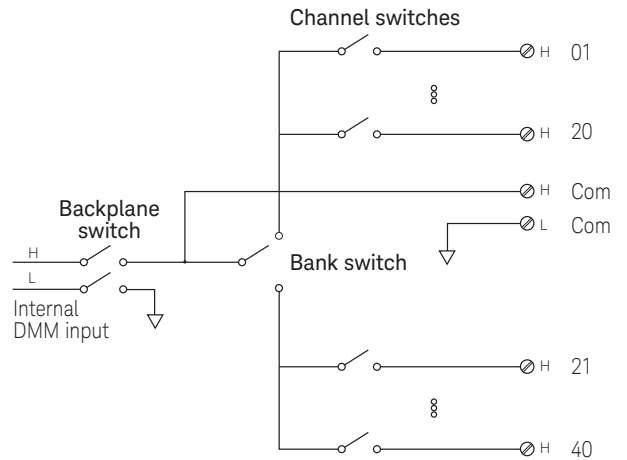 Channel switches
H 01
H 20
H Com
Backplane
switch
L Com
H
Bank switch
L
Internal
DMM input
H 21
H 40